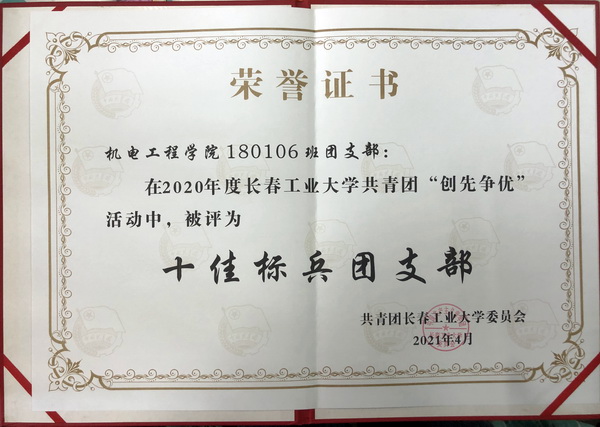 荣誉证书
机电工程学院180106班团支部：
在2020年度长春工业大学共青团“创先争优”
活动中，被评为
十佳标兵团支部
共青团长春工业大学委员会
2021年4月